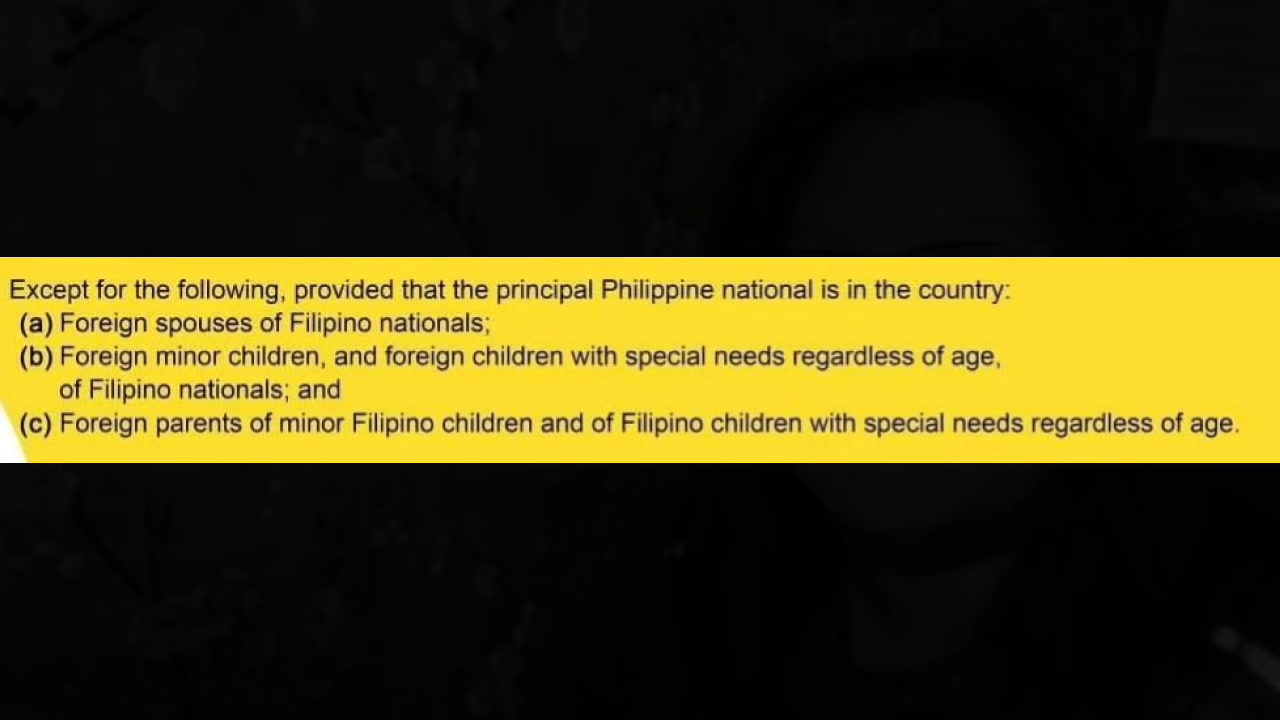 Except for the following, provided that the principal Philippine national is in the country:
(a) Foreign spouses of Filipino nationals;
(b) Foreign minor children, and foreign children with special needs regardless of age,
of Filipino nationals; and
(c) Foreign parents of minor Filipino children and of Filipino children with special needs regardless of age.